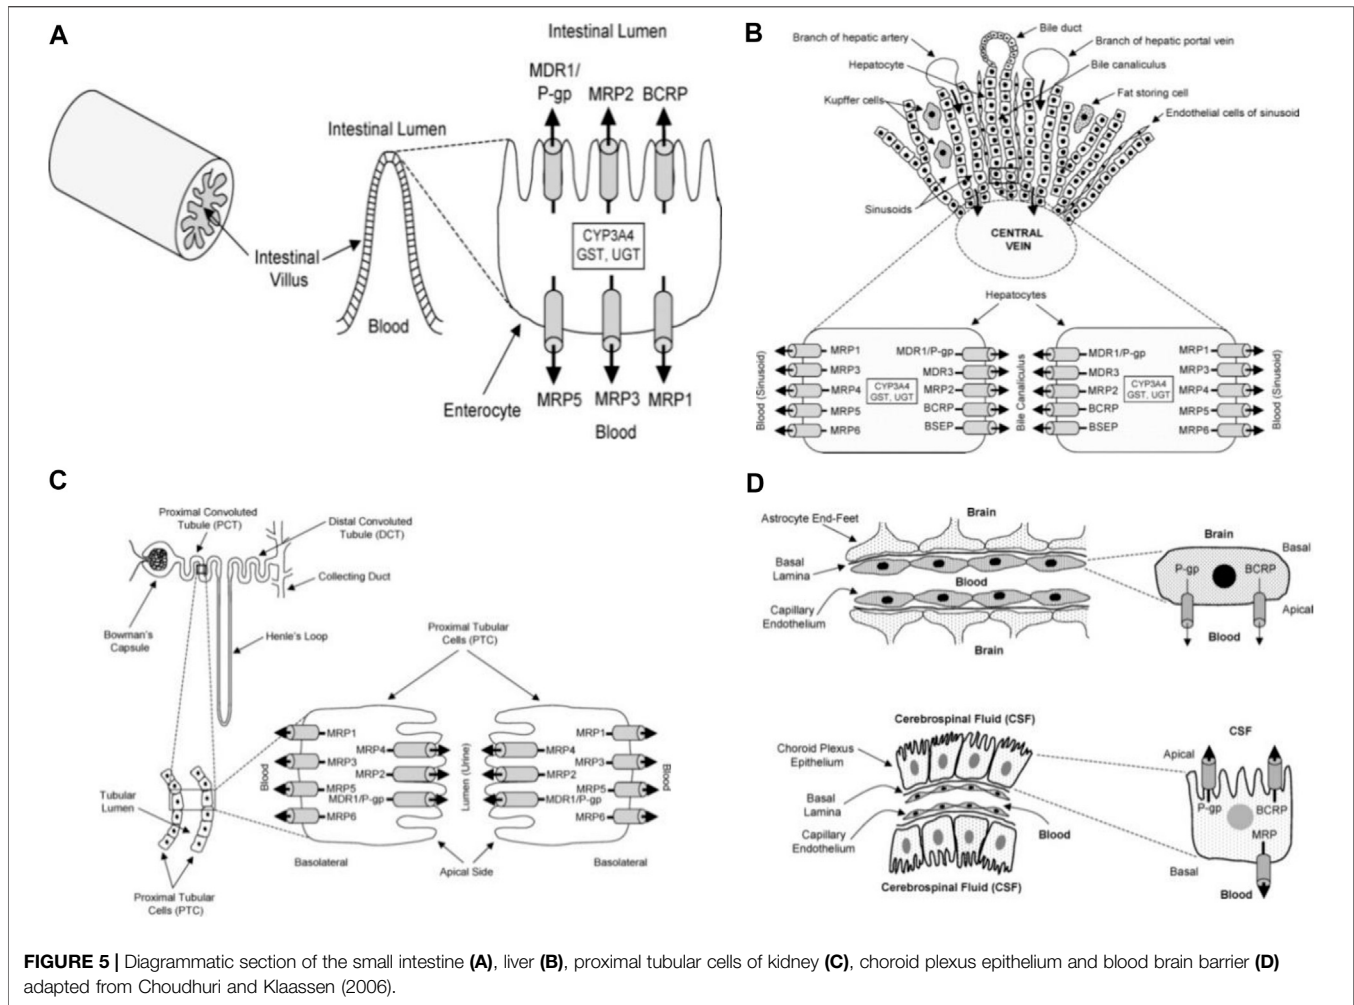 A
Intestinal Lumen
MDR1/
P-gp
MRP2
BCRP
Intestinal Lumen
CYP3A4
GST, UGT
Intestinal
Villus
Blood
Enterocyte
MRP5
MRP3
MRP1
Blood
B
Bile duct
Branch of hepatic artery
Branch of hepatic portal vein
Hepatocyte
Bile canaliculus
Kupffer cells
Fat storing cell
Endothelial cells of sinusoid
Sinusoids
CENTRAL
VEIN
Hepatocytes
Blood (Sinusoid)
MRP1
MRP3
MRP4
MRP5
MRP6
CYP3A4
GST, UGT
MDR1/P-gp
MDR3
MRP2
BCRP
BSEP
Bile Canaliculus
MDR1/P-gp
MDR3
MRP2
BCRP
BSEP
CYP3A4
GST, UGT
MRP1
MRP3
MRP4
MRP5
MRP6
Blood (Sinusoid)
C
Proximal Convoluted
Tubule (PCT)
Distal Convoluted
Tubule (DCT)
Collecting Duct
Bowman's
Capsule
Henle's Loop
Proximal Tubular
Cells (PTC)
Blood
MRP1
MRP3
MRP5
MRP6
MRP4
MRP2
MDR1/P-gp
Lumen (Urine)
MRP4
MRP2
MDR1/P-gp
MRP1
MRP3
MRP5
MRP6
Blood
Tubular
Lumen
Basolateral
Apical Side
Basolateral
Proximal Tubular
Cells (PTC)
D
Astrocyte End-Feet
Brain
Basal
Lamina
Blood
Capillary
Endothelium
Brain
Brain
Basal
P-gp
BCRP
Apical
Blood
Cerebrospinal Fluid (CSF)
Choroid Plexus
Epithelium
Basal
Lamina
Capillary
Endothelium
Blood
Cerebrospinal Fluid (CSF)
CSF
Apical
P-gp
BCRP
MRP
Basal
Blood
FIGURE 5 | Diagrammatic section of the small intestine (A), liver (B), proximal tubular cells of kidney (C), choroid plexus epithelium and blood brain barrier (D)
adapted from Choudhuri and Klaassen (2006).